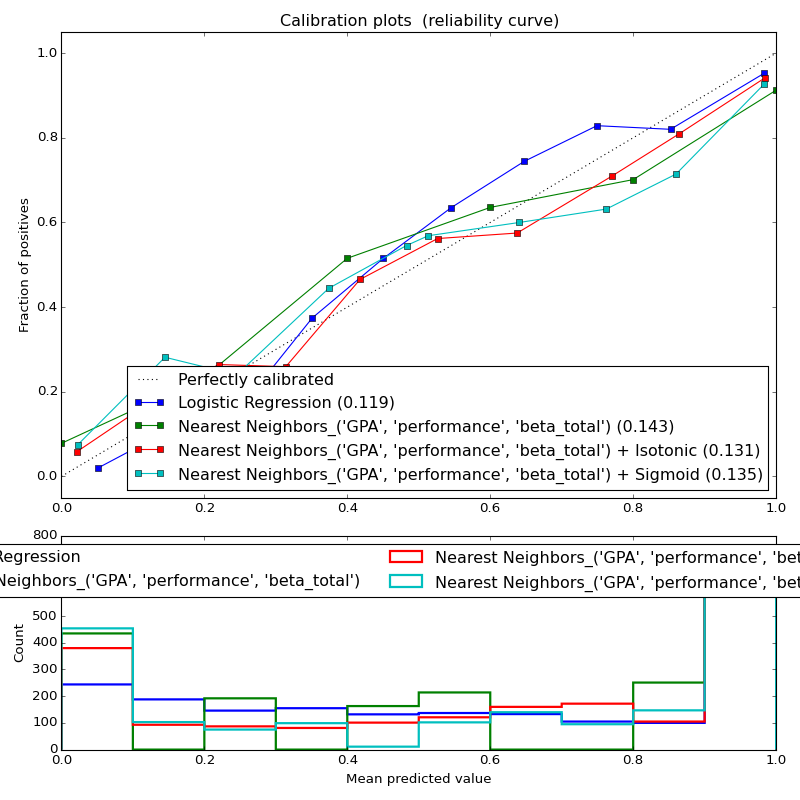 Calibration plots (reliability curve)
Fraction of positives
1.0
0.8
0.6
0.4
0.2
0.0
Perfectly calibrated
Logistic Regression (0.119)
Nearest Neighbors_('GPA', 'performance', 'beta_total') (0.143)
Nearest Neighbors_('GPA', 'performance', 'beta_total') + Isotonic (0.131)
Nearest Neighbors_('GPA', 'performance', 'beta_total') + Sigmoid (0.135)
0.0 0.2 0.4 0.6 0.8 1.0
800
Regression
Neighbors_('GPA', 'performance', 'beta_total')
Nearest Neighbors_('GPA', 'performance', 'bet
Nearest Neighbors_('GPA', 'performance', 'bet
Count
500
400
300
200
100
0
0.0 0.2 0.4 0.6 0.8 1.0
Mean predicted value